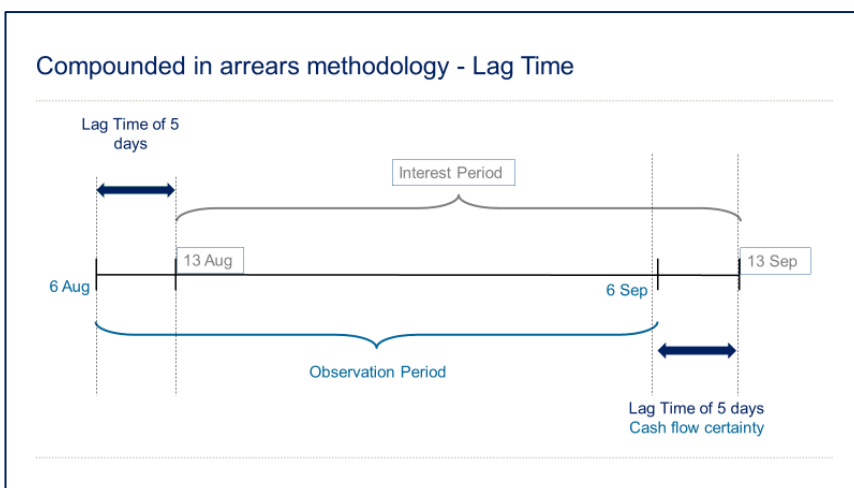 Compounded in arrears methodology - Lag Time
Lag Time of 5
days
Interest Period
13 Aug
13 Sep
6 Aug
6 Sep
Observation Period
Lag Time of 5 days
Cash flow certainty